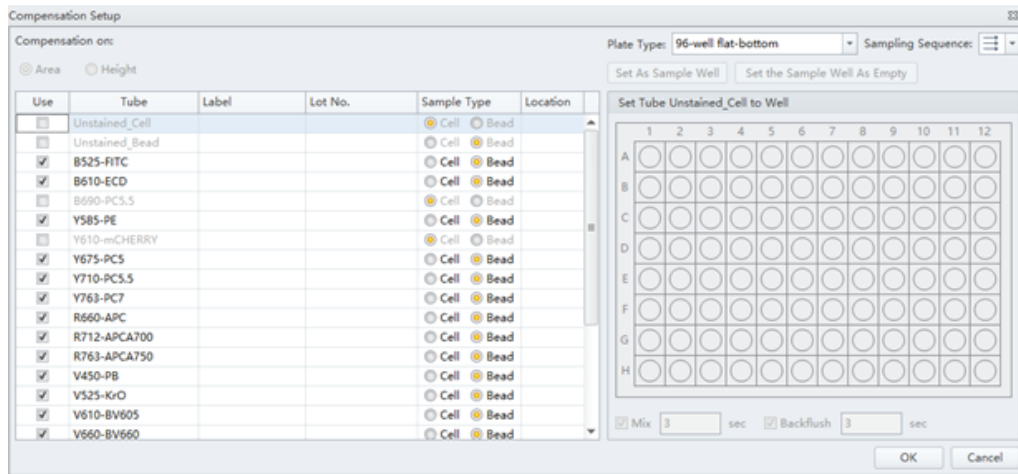 Compensation Setup
Compensation on:
Area Height
Plate Type: 96-well flat-bottom Sampling Sequence:
Set As Sample Well Set the Sample Well As Empty
Use Tube Label Lot No. Sample Type Location
Unstained_Cell Cell Bead
Unstained_Bead Cell Bead
B525-FITC Cell Bead
B610-ECD Cell Bead
B690-PC5.5 Cell Bead
Y585-PE Cell Bead
Y610-mCHERRY Cell Bead
Y675-PC5 Cell Bead
Y710-PC5.5 Cell Bead
Y763-PC7 Cell Bead
R660-APC Cell Bead
R712-APCA700 Cell Bead
R763-APCA750 Cell Bead
V450-PB Cell Bead
V525-KrO Cell Bead
V610-BV605 Cell Bead
V660-BV660 Cell Bead
Set Tube Unstained_Cell to Well
1 2 3 4 5 6 7 8 9 10 11 12
A
B
C
D
E
F
G
H
Mix 3 sec Backflush 3 sec
OK Cancel